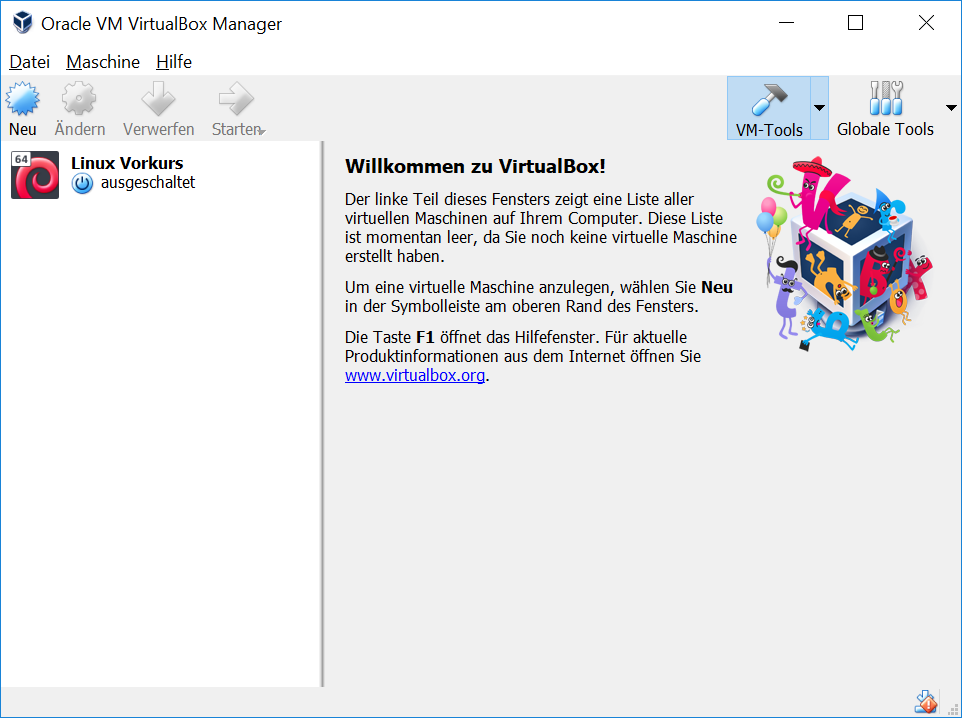 Oracle VM VirtualBox Manager
Datei Maschine Hilfe
Neu Ändern Verwerfen Starten VM-Tools Globale Tools
64
Linux Vorkurs
ausgeschaltet
Willkommen zu VirtualBox!
Der linke Teil dieses Fensters zeigt eine Liste aller
virtuellen Maschinen auf Ihrem Computer. Diese Liste
ist momentan leer, da Sie noch keine virtuelle Maschine
erstellt haben.
Um eine virtuelle Maschine anzulegen, wählen Sie Neu
in der Symbolleiste am oberen Rand des Fensters.
Die Taste F1 öffnet das Hilfefenster. Für aktuelle
Produktinformationen aus dem Internet öffnen Sie
www.virtualbox.org.